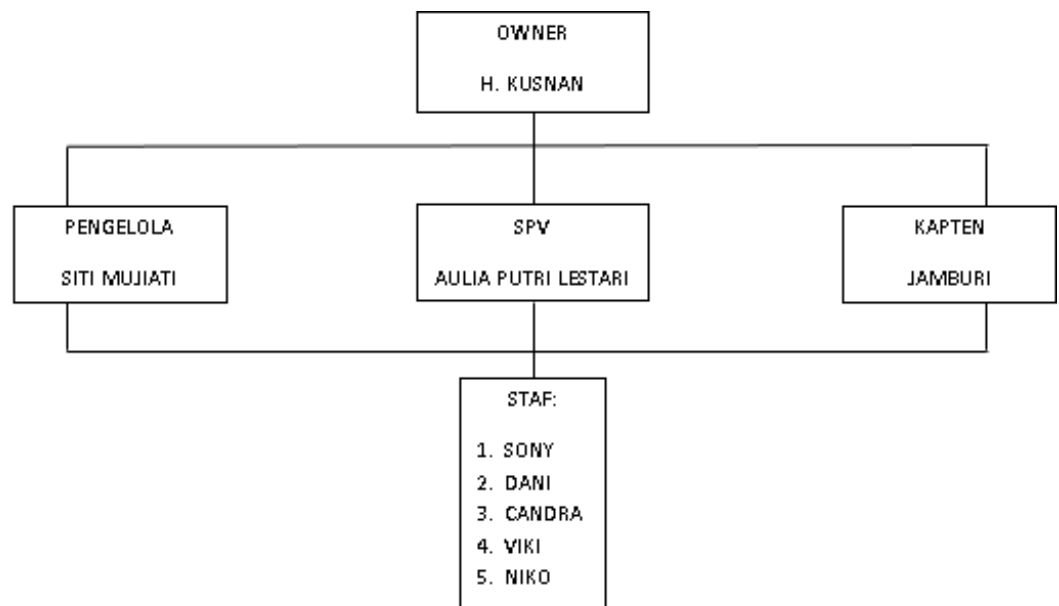 OWNER
H. KUSNAN
PENGELOLA
SITI MUJIATI
SPV
AULIA PUTRI LESTARI
KAPTEN
JAMBURI
STAF:
1. SONY
2. DANI
3. CANDRA
4. VIKI
5. NIKO